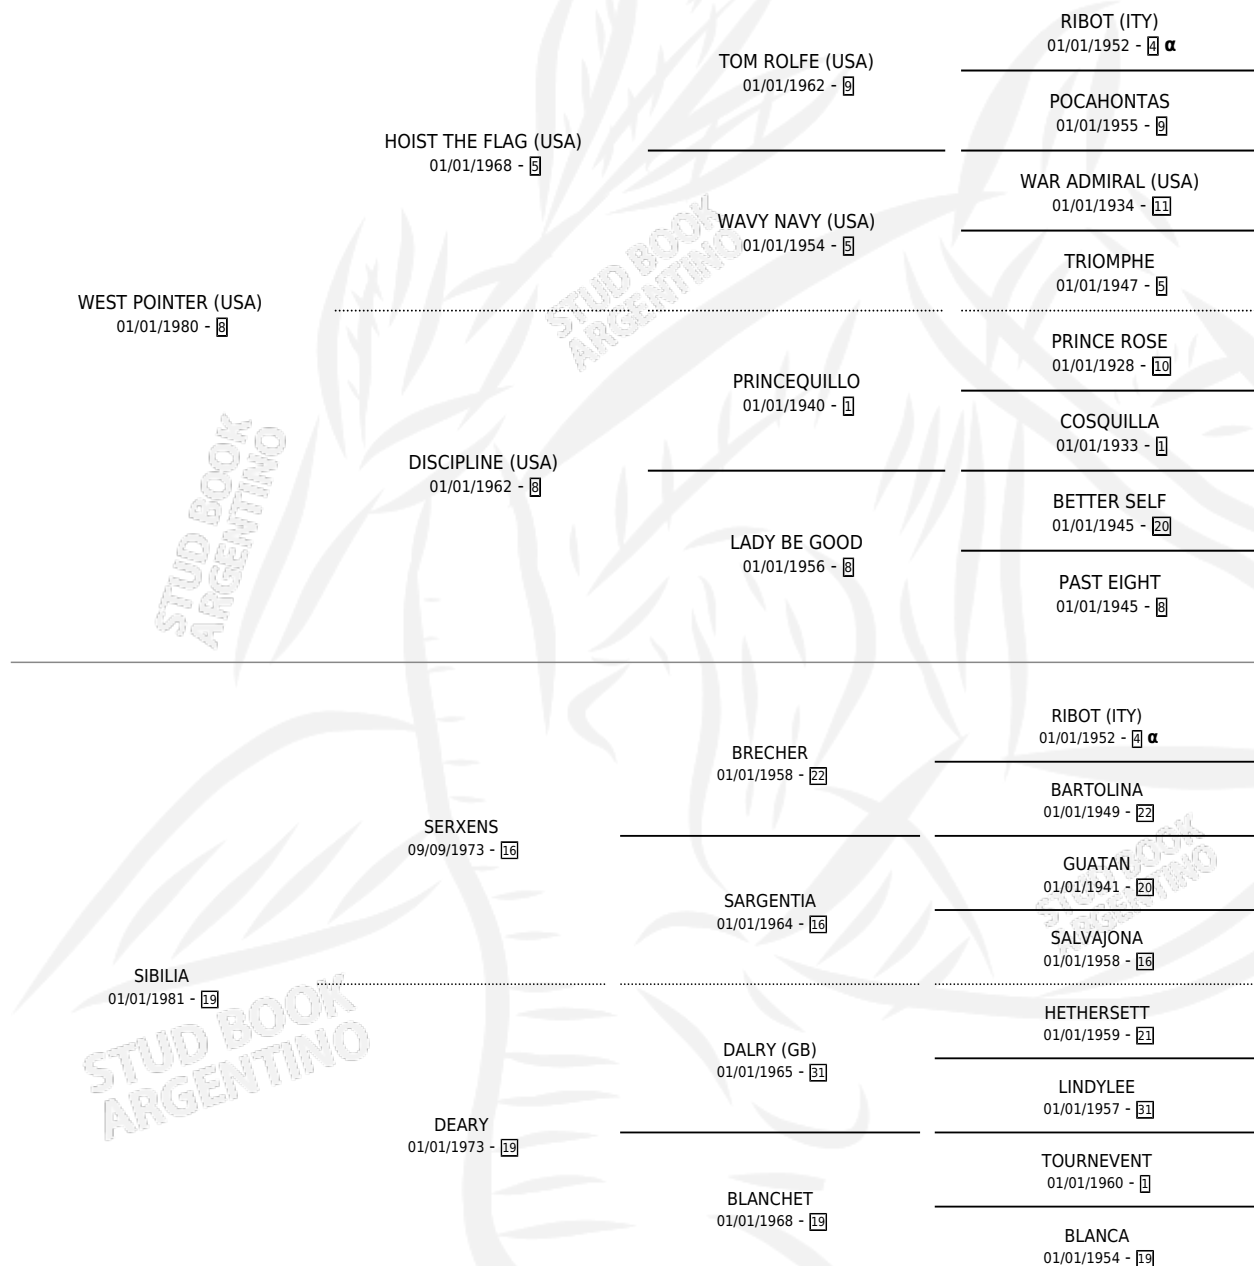 RIBOT (ITY)
01/01/1952 - 4 α
TOM ROLFE (USA)
01/01/1962 - 9
POCAHONTAS
01/01/1955 - 9
HOIST THE FLAG (USA)
01/01/1968 - 5
WAR ADMIRAL (USA)
01/01/1934 - 11
WAVY NAVY (USA)
01/01/1954 - 5
TRIOMPHE
01/01/1947 - 5
WEST POINTER (USA)
01/01/1980 - 8
PRINCE ROSE
01/01/1928 - 10
PRINCEQUILLO
01/01/1940 - 1
COSQUILLA
01/01/1933 - 1
DISCIPLINE (USA)
01/01/1962 - 8
BETTER SELF
01/01/1945 - 20
LADY BE GOOD
01/01/1956 - 8
PAST EIGHT
01/01/1945 - 8
RIBOT (ITY)
01/01/1952 - 4 α
BRECHER
01/01/1958 - 22
BARTOLINA
01/01/1949 - 22
SERXENS
09/09/1973 - 16
GUATAN
01/01/1941 - 20
SARGENTIA
01/01/1964 - 16
SALVAJONA
01/01/1958 - 16
SIBILIA
01/01/1981 - 19
HETHERSETT
01/01/1959 - 21
DALRY (GB)
01/01/1965 - 31
LINDYLEE
01/01/1957 - 31
DEARY
01/01/1973 - 19
TOURNEVENT
01/01/1960 - 1
BLANCHET
01/01/1968 - 19
BLANCA
01/01/1954 - 19
STUD BOOK
ARGENTINO
STUD BOOK
ARGENTINO
STUD BOOK
ARGENTINO
STUD BOOK
ARGENTINO